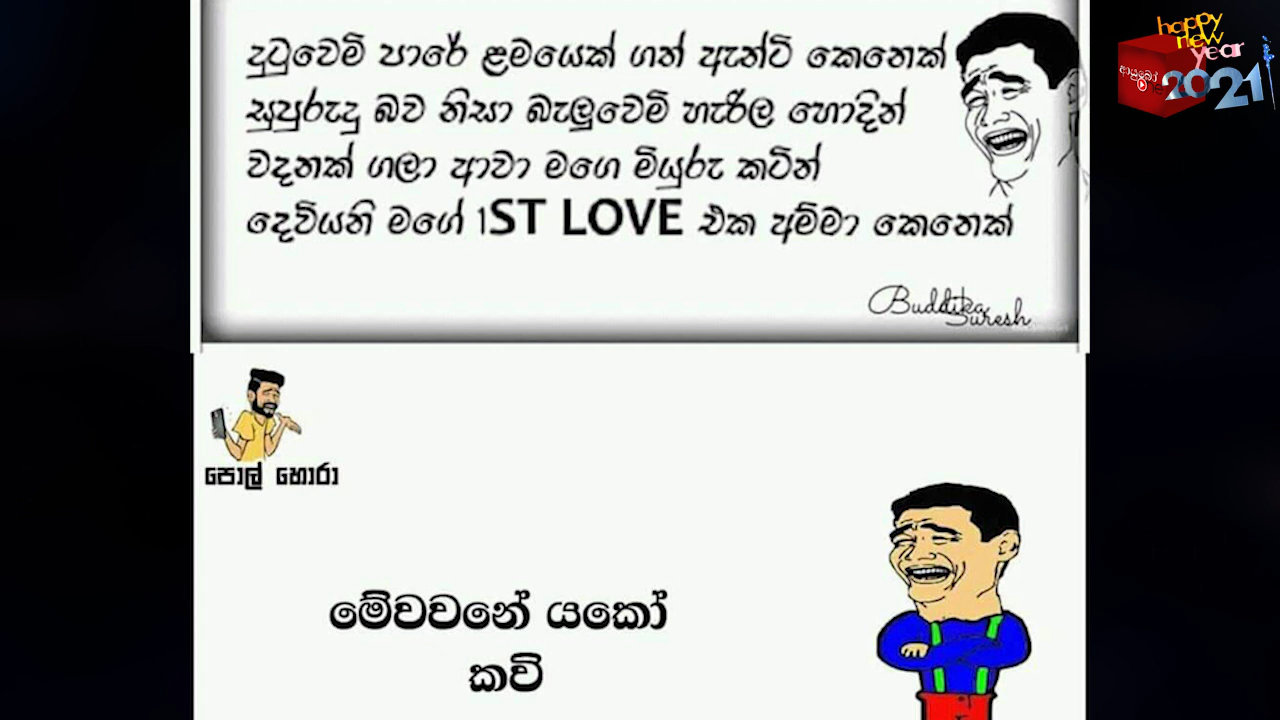 happy
new
year
2021
දුටුවෙමි පාරේ ළමයෙක් ගත් ඇන්ටි කෙනෙක්
සුපුරුදු බව නිසා බැලුවෙමි හැරිල හොදින්
වදනක් ගලා ආවා මගෙ මියුරු කටින්
දෙවියනි මගේ 1ST LOVE එක අම්මා කෙනෙක්
Buddika
Suresh
පොල් හොරා
මේවවනේ යකෝ
කවි